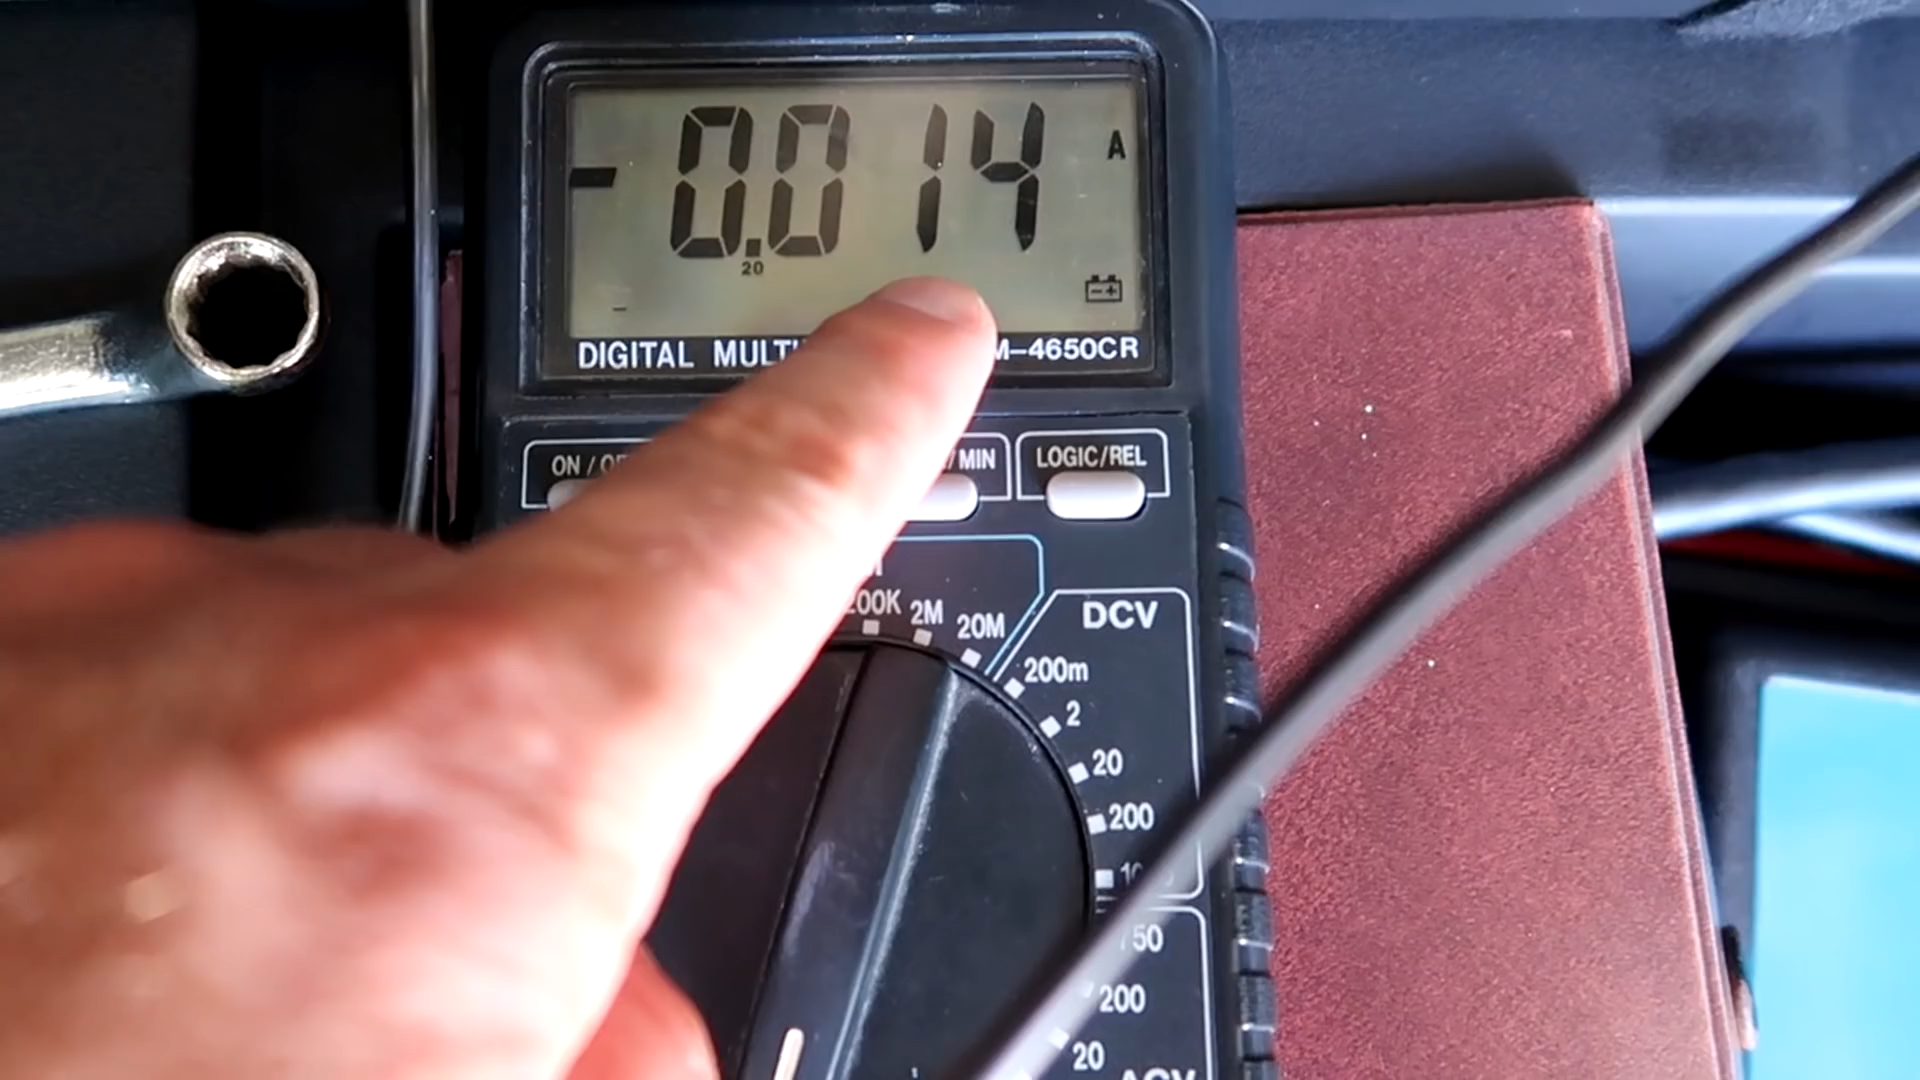 -0.014 A
20
DIGITAL MULTI M-4650CR
ON / O /MIN LOGIC/REL
200K 2M 20M
DCV
200m
2
20
200
750
200
20
ACV